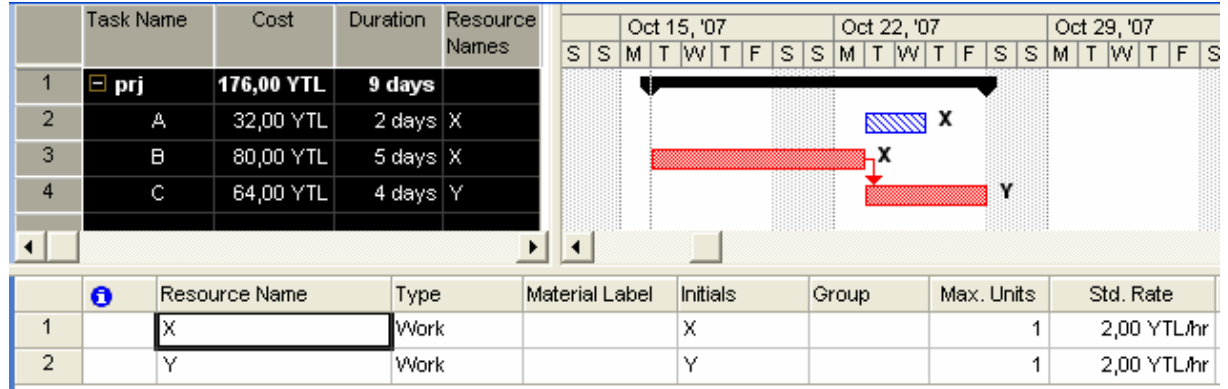 Task Name Cost Duration Resource Names Oct 15, '07 Oct 22, '07 Oct 29, '07
S S M T W T F S S M T W T F S S M T W T F S
1 prj 176,00 YTL 9 days
2 A 32,00 YTL 2 days X X
3 B 80,00 YTL 5 days X X
4 C 64,00 YTL 4 days Y Y
Resource Name Type Material Label Initials Group Max. Units Std. Rate
1 X Work X 1 2,00 YTL/hr
2 Y Work Y 1 2,00 YTL/hr